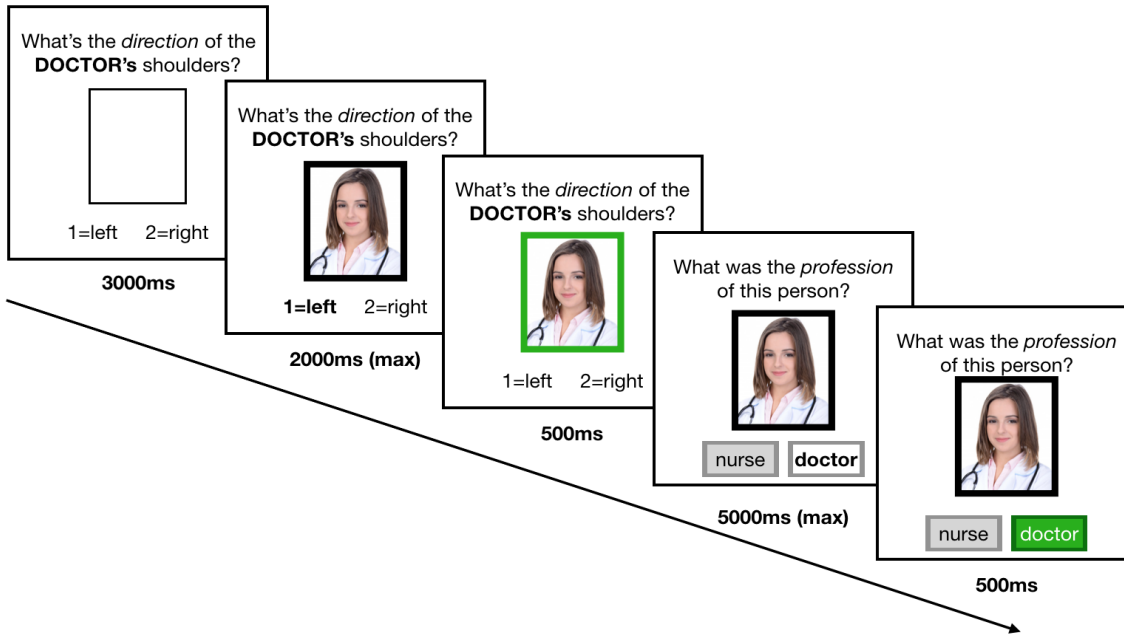 What's the direction of the
DOCTOR's shoulders?
1=left 2=right
3000ms
What's the direction of the
DOCTOR's shoulders?
1=left 2=right
2000ms (max)
What's the direction of the
DOCTOR's shoulders?
1=left 2=right
500ms
What was the profession
of this person?
nurse doctor
5000ms (max)
What was the profession
of this person?
nurse doctor
500ms